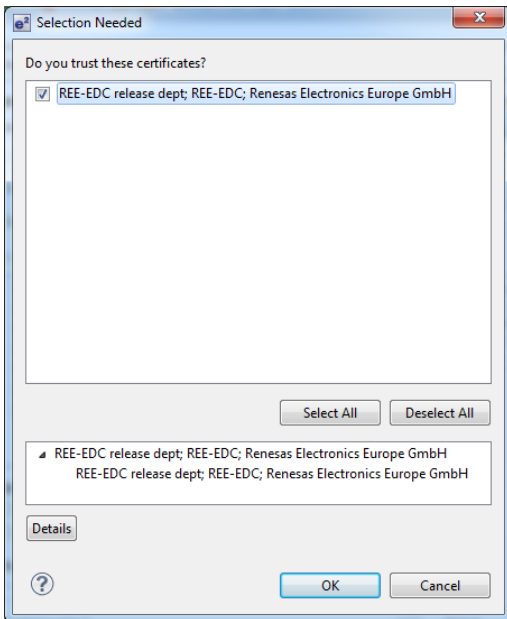 e² Selection Needed
Do you trust these certificates?
REE-EDC release dept; REE-EDC; Renesas Electronics Europe GmbH
Select All Deselect All
REE-EDC release dept; REE-EDC; Renesas Electronics Europe GmbH
REE-EDC release dept; REE-EDC; Renesas Electronics Europe GmbH
Details
? OK Cancel